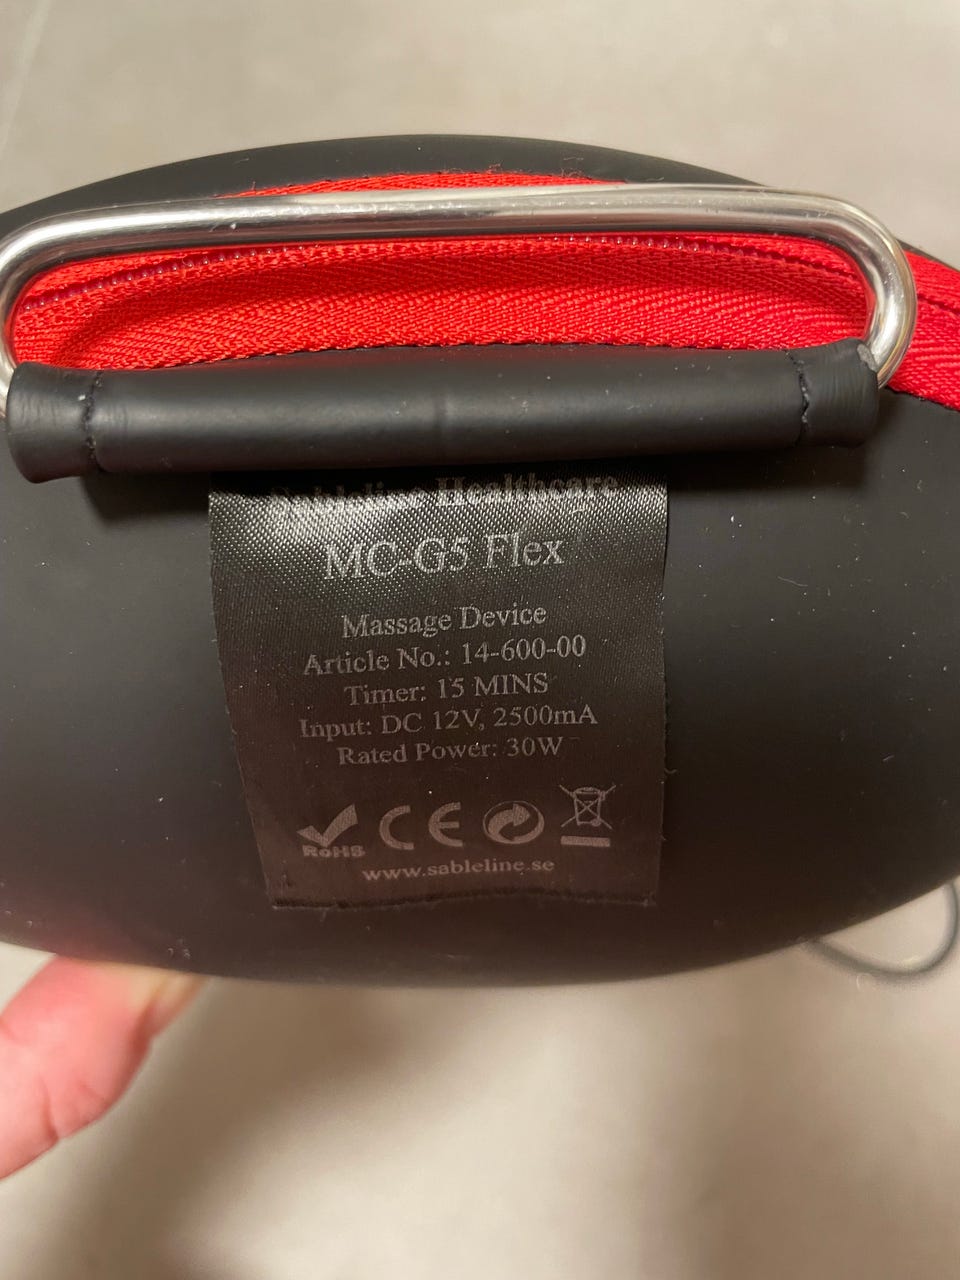 Sableline Healthcare
MC-G5 Flex
Massage Device
Article No.: 14-600-00
Timer: 15 MINS
Input: DC 12V, 2500mA
Rated Power: 30W
RoHS CE
www.sableline.se